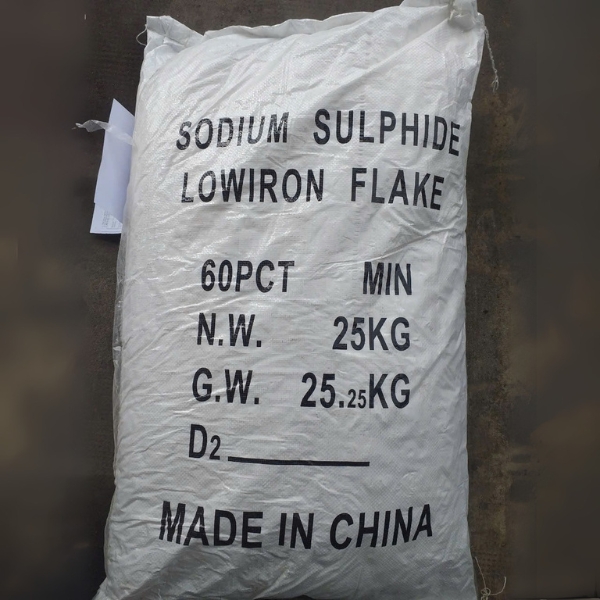 SODIUM SULPHIDE
LOWIRON FLAKE
60PCT MIN
N.W. 25KG
G.W. 25.25KG
D2
MADE IN CHINA